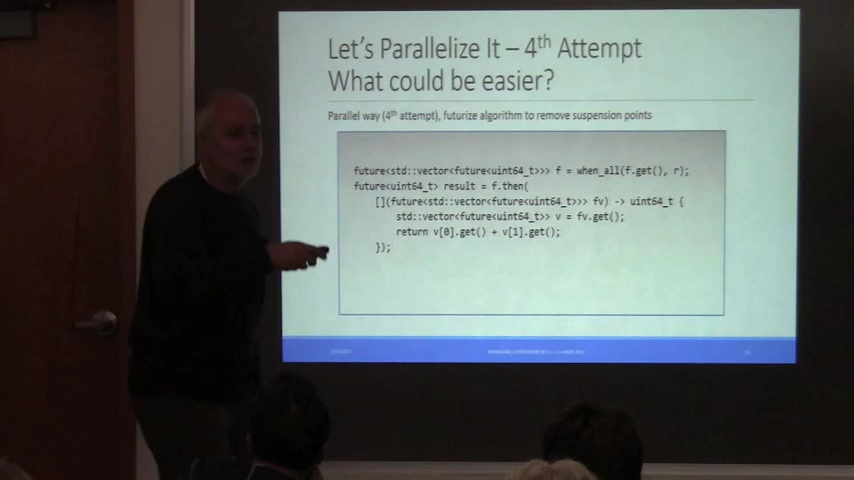 Let's Parallelize It – 4th Attempt
What could be easier?
Parallel way (4th attempt), futurize algorithm to remove suspension points
future<std::vector<future<uint64_t>>> f = when_all(f.get(), r);
future<uint64_t> result = f.then(
[](future<std::vector<future<uint64_t>>> fv) -> uint64_t {
std::vector<future<uint64_t>> v = fv.get();
return v[0].get() + v[1].get();
});